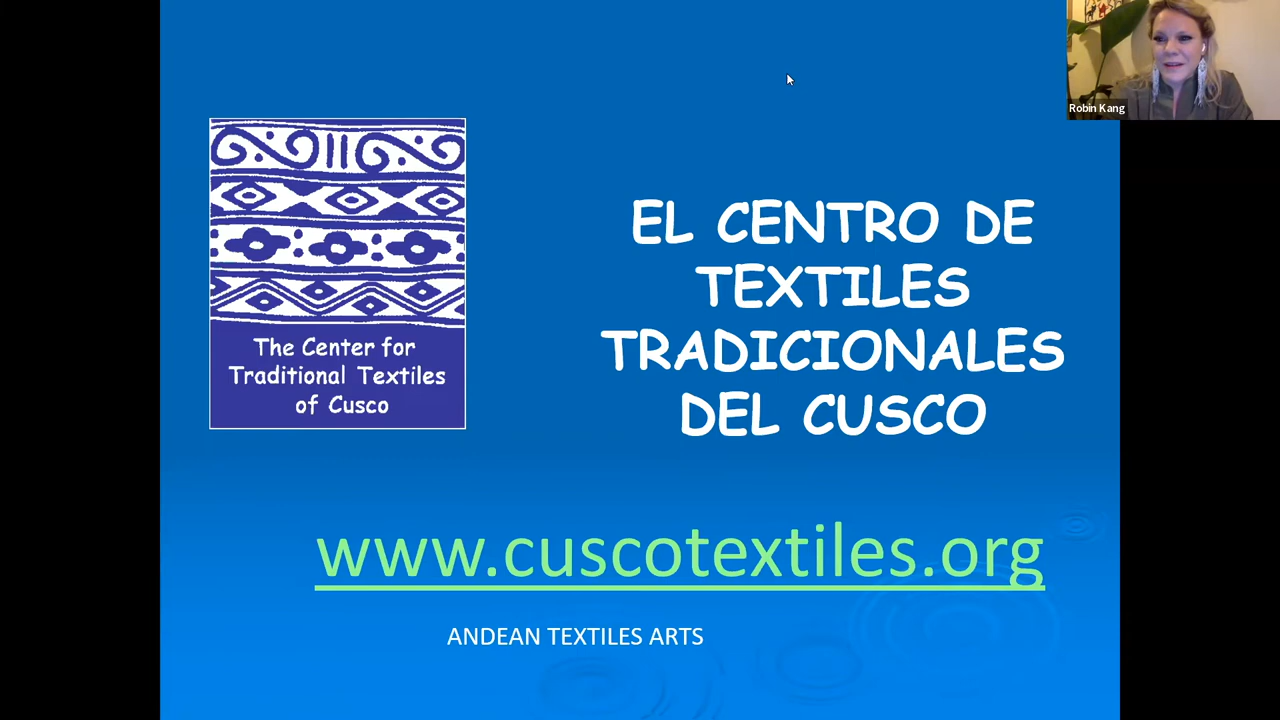 Robin Kang
The Center for
Traditional Textiles
of Cusco
EL CENTRO DE
TEXTILES
TRADICIONALES
DEL CUSCO
www.cuscotextiles.org
ANDEAN TEXTILES ARTS